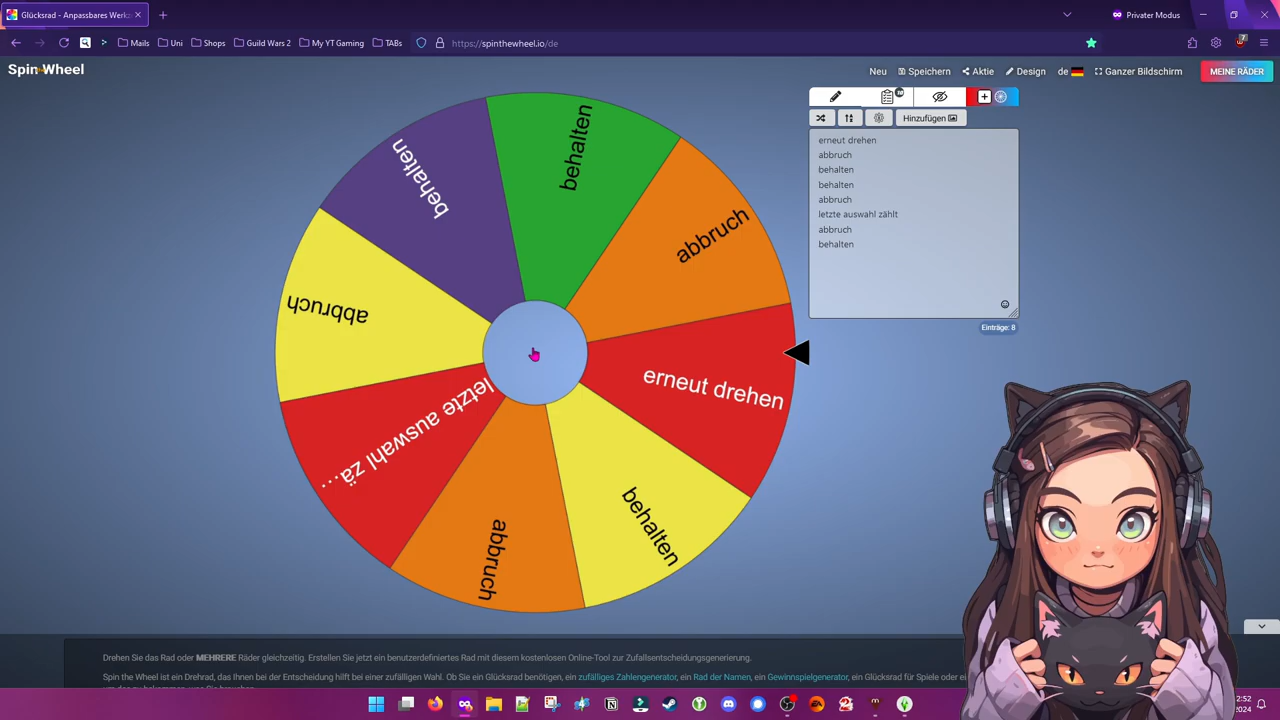 Glücksrad - Anpassbares Werkz
Privater Modus
Mails
Uni
Shops
Guild Wars 2
My YT Gaming
TABs
https://spinthewheel.io/de
7
Spin Wheel
Neu
Speichern
Aktie
Design
de
Ganzer Bildschirm
MEINE RÄDER
Hinzufügen
erneut drehen
abbruch
behalten
behalten
abbruch
letzte auswahl zählt
abbruch
behalten
Einträge: 8
behalten
behalten
abbruch
abbruch
erneut drehen
letzte auswahl zä...
behalten
abbruch
Drehen Sie das Rad oder MEHRERE Räder gleichzeitig. Erstellen Sie jetzt ein benutzerdefiniertes Rad mit diesem kostenlosen Online-Tool zur Zufallsentscheidungsgenerierung.
Spin the Wheel ist ein Drehrad, das Ihnen bei der Entscheidung hilft bei einer zufälligen Wahl. Ob Sie ein Glücksrad benötigen, ein zufälliges Zahlengenerator, ein Rad der Namen, ein Gewinnspielgenerator, ein Glücksrad für Spiele oder ei
2:52
2024